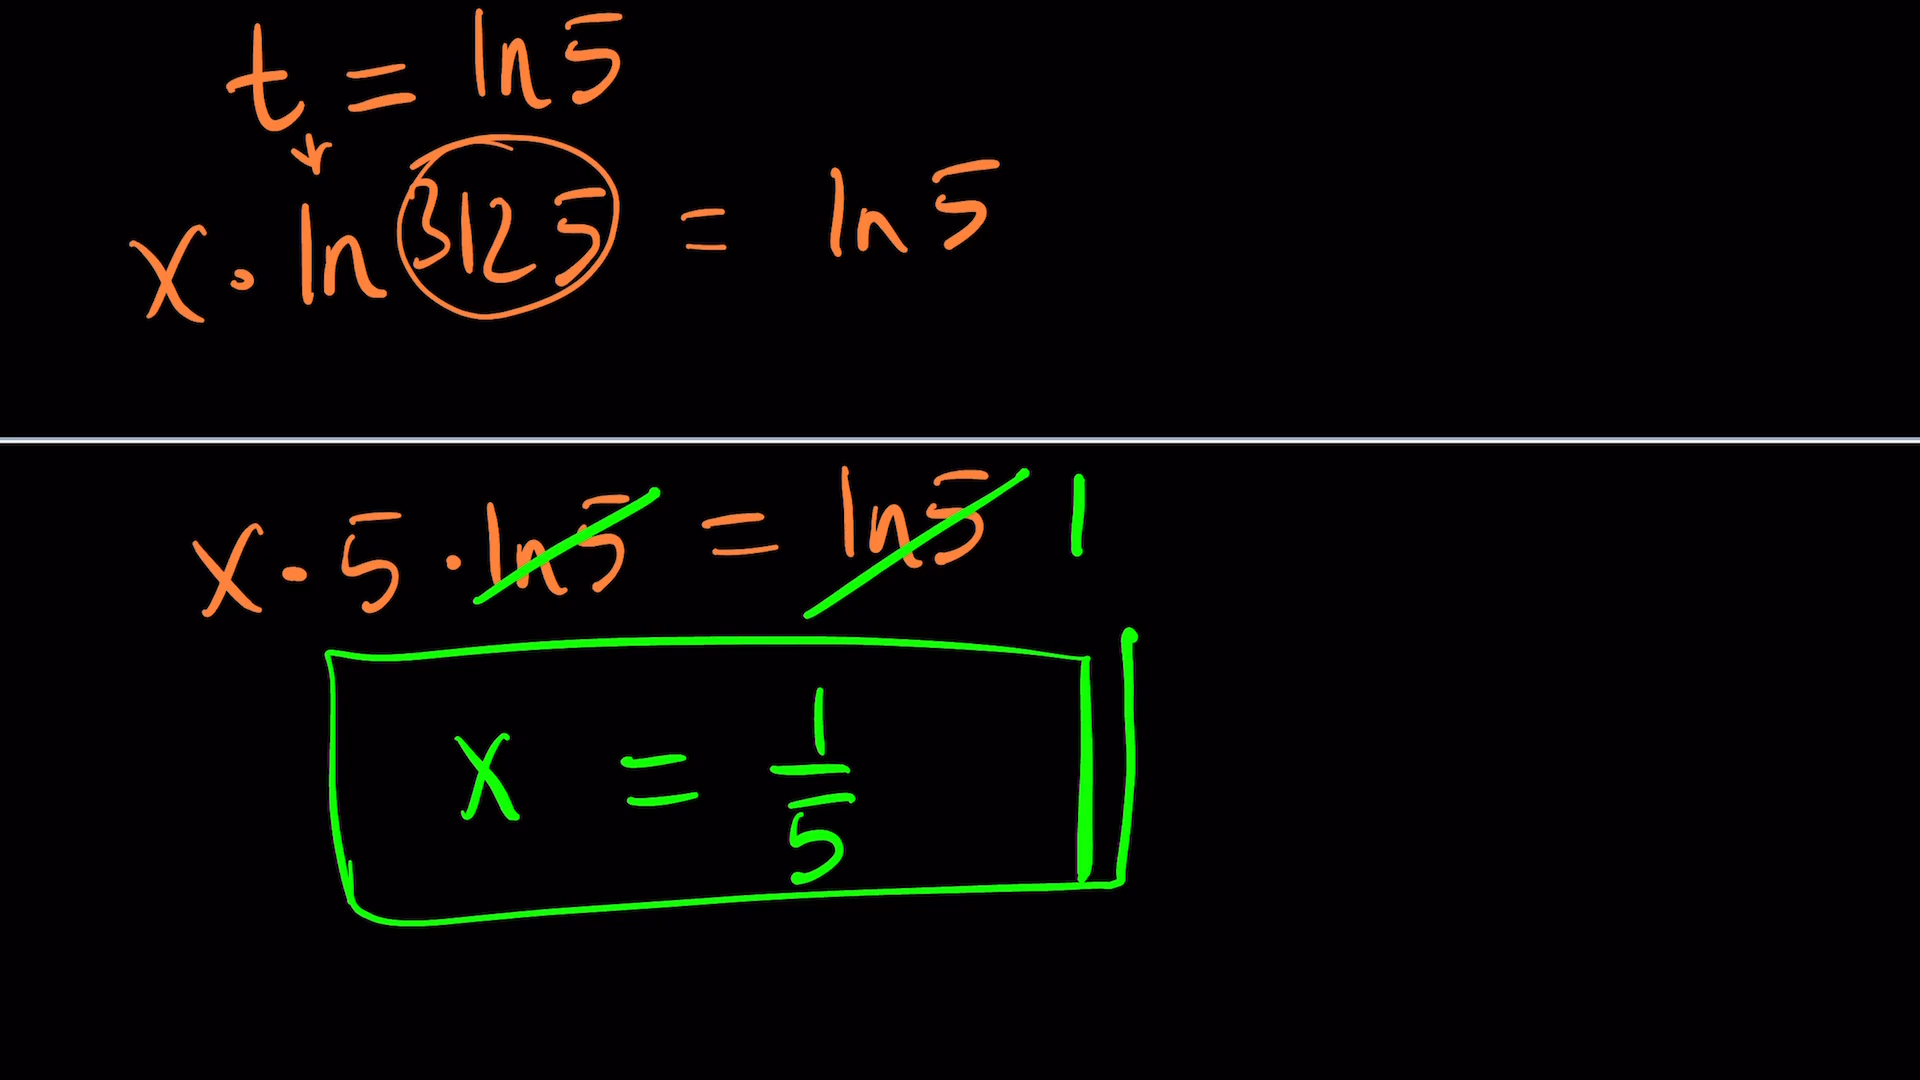 t = ln5
x · ln 3125 = ln 5
x · 5 · ln5 = ln5 1
x = 1/5